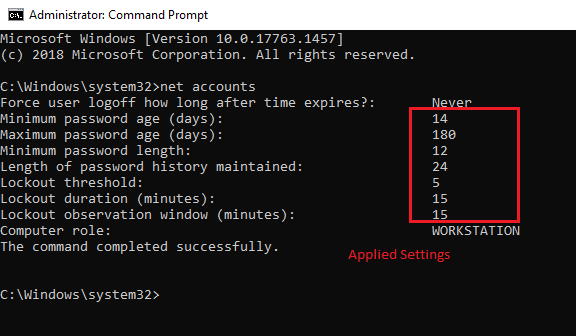 Administrator: Command Prompt
Microsoft Windows [Version 10.0.17763.1457]
(c) 2018 Microsoft Corporation. All rights reserved.
C:\Windows\system32>net accounts
Force user logoff how long after time expires?: Never
Minimum password age (days): 14
Maximum password age (days): 180
Minimum password length: 12
Length of password history maintained: 24
Lockout threshold: 5
Lockout duration (minutes): 15
Lockout observation window (minutes): 15
Computer role: WORKSTATION
The command completed successfully.
Applied Settings
C:\Windows\system32>